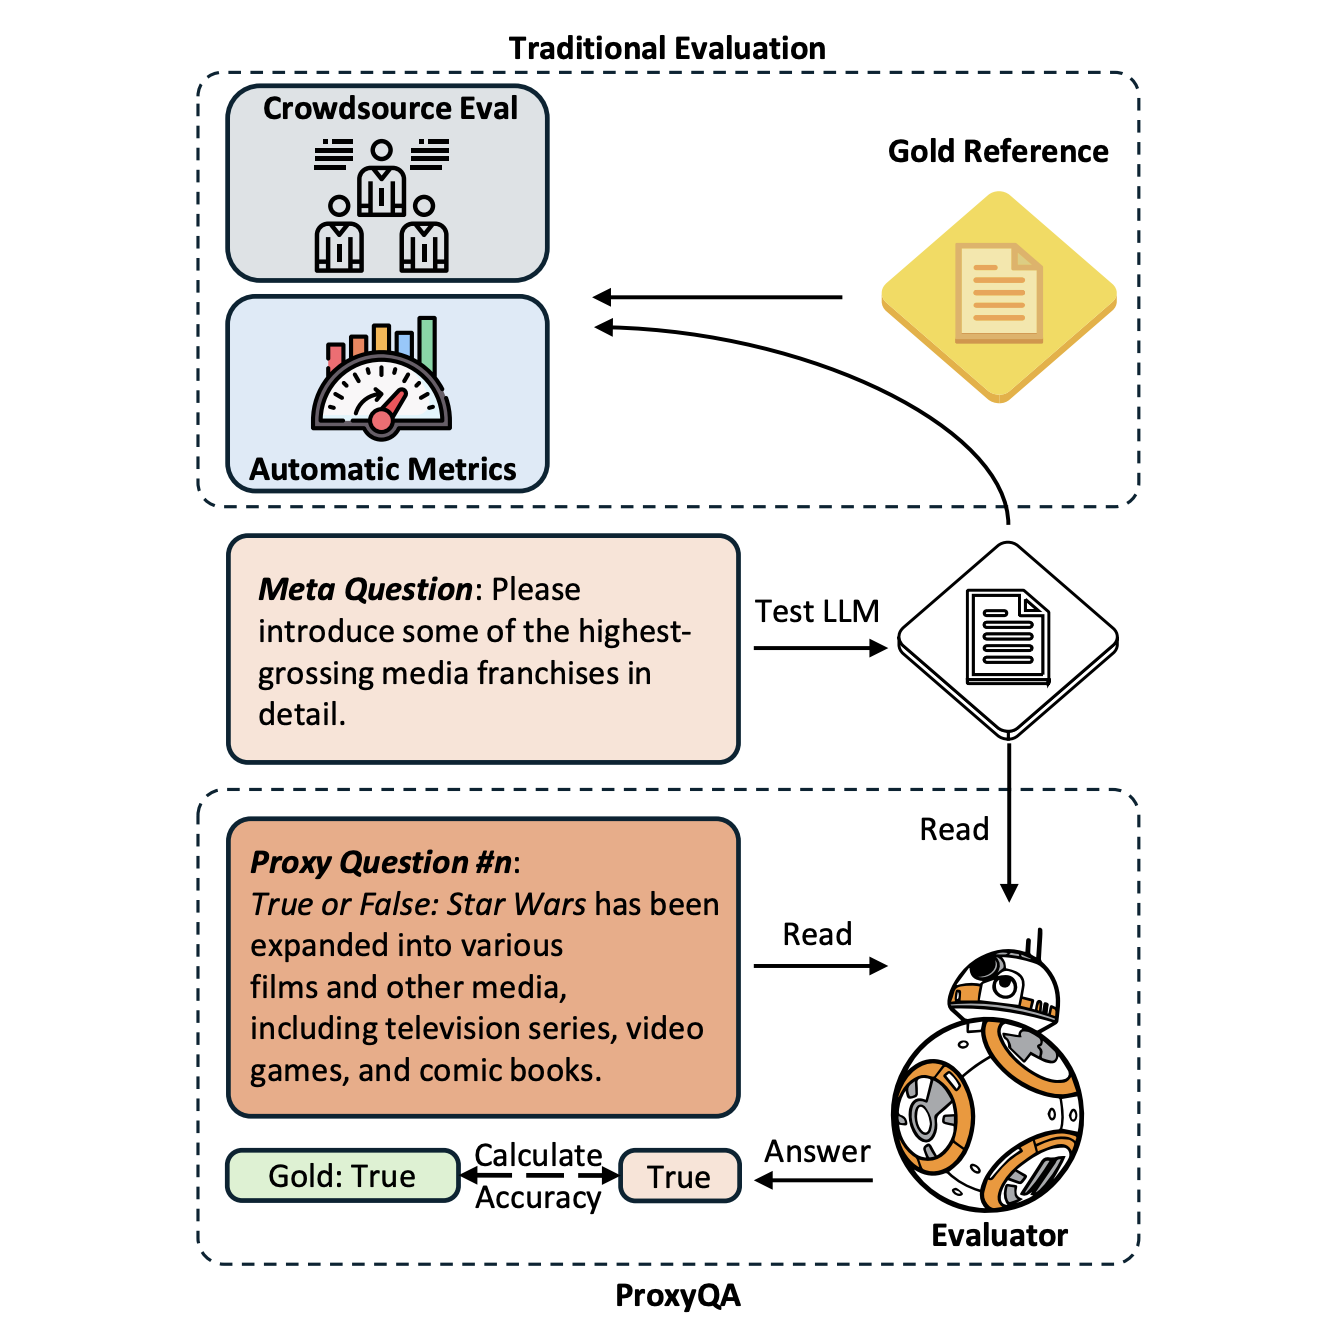 Traditional Evaluation
Crowdsource Eval
Gold Reference
Automatic Metrics
Meta Question: Please
introduce some of the highest-
grossing media franchises in
detail.
Test LLM
Read
Proxy Question #n:
True or False: Star Wars has been
expanded into various
films and other media,
including television series, video
games, and comic books.
Read
Gold: True
Calculate
Accuracy
True
Answer
Evaluator
ProxyQA